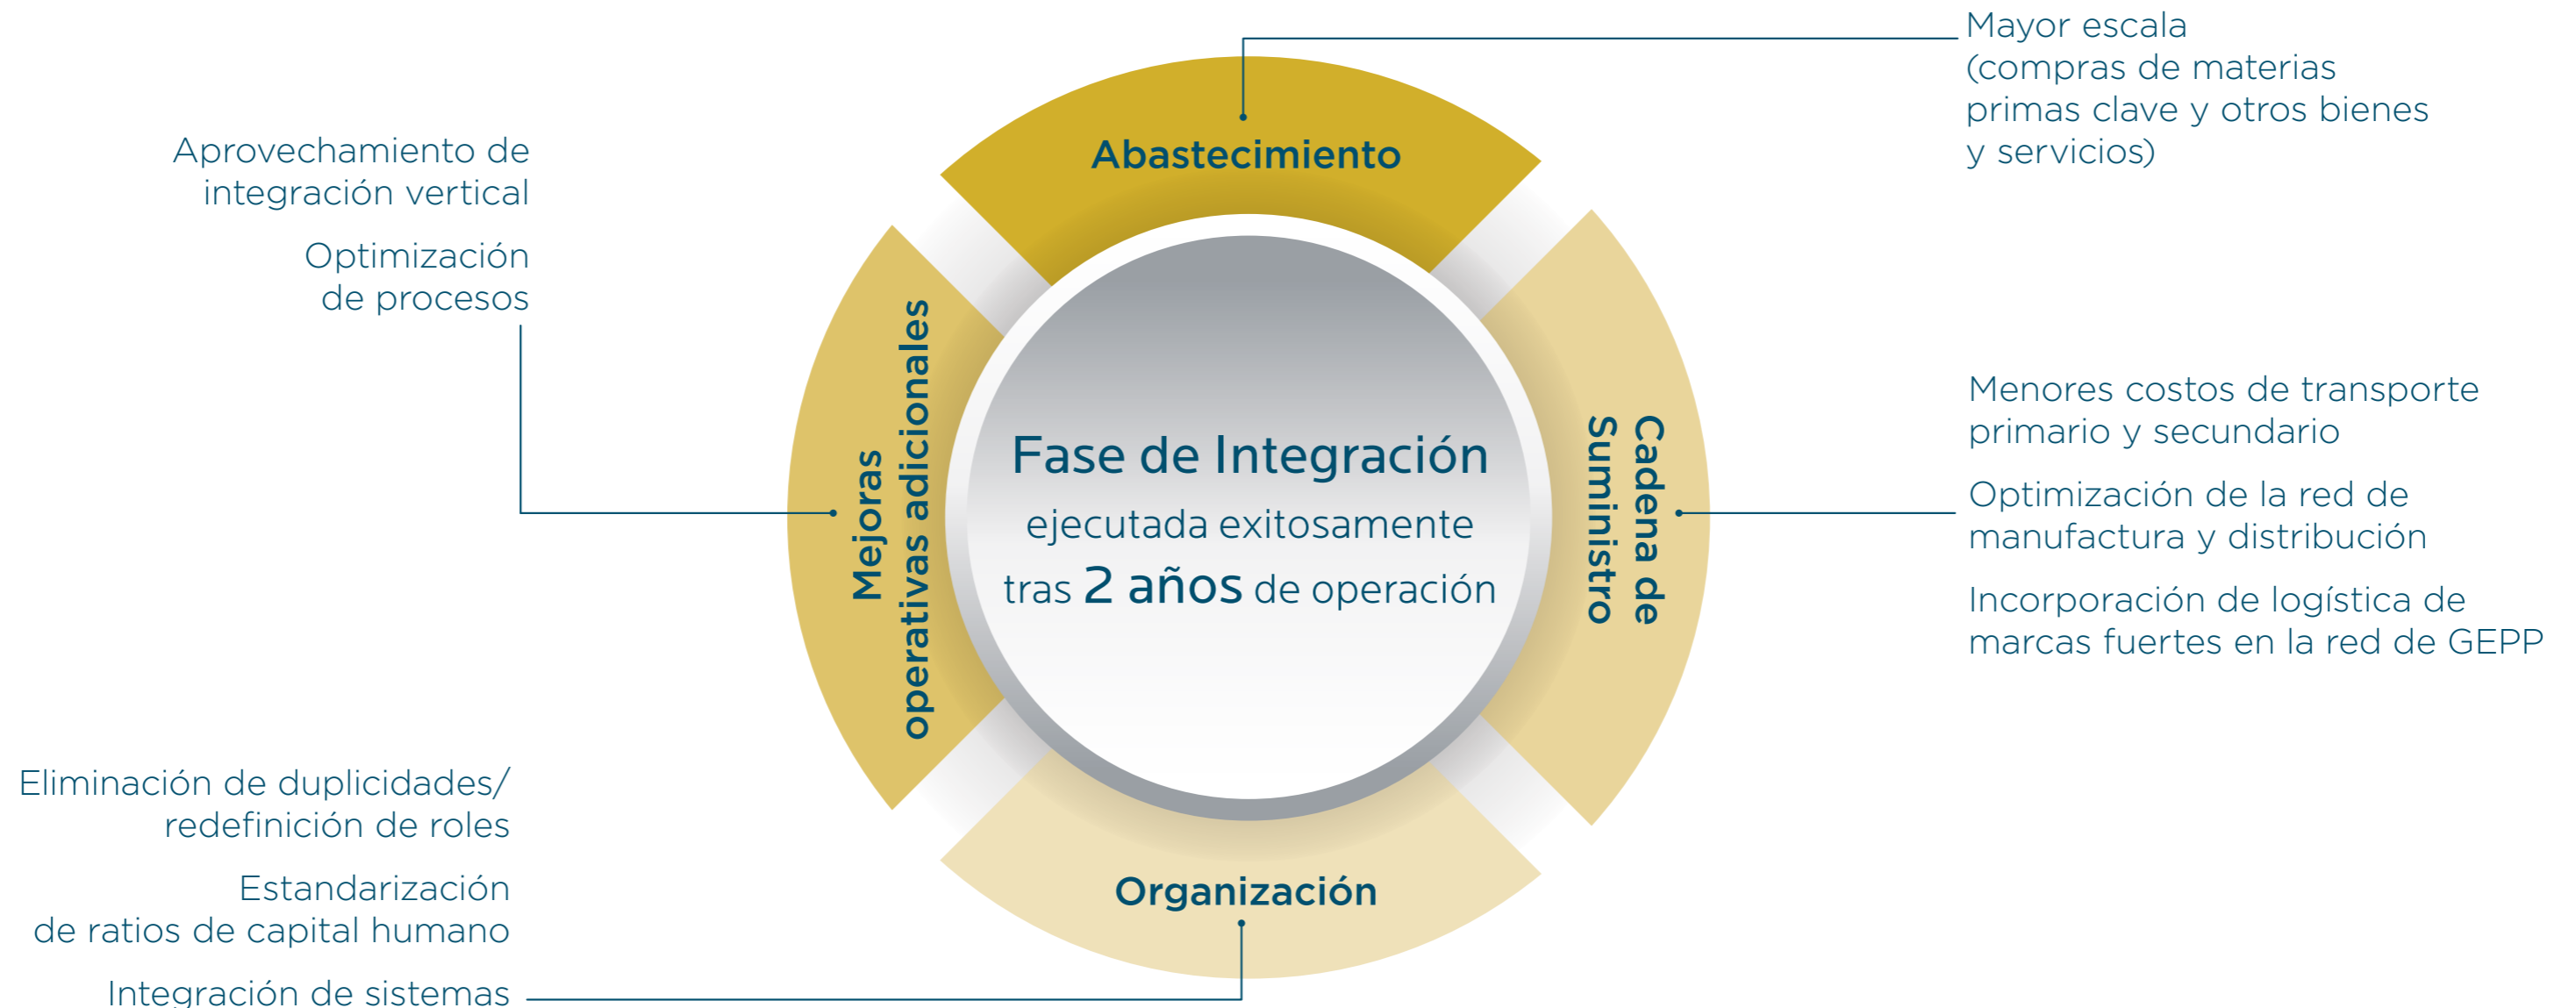 Mayor escala
(compras de materias
primas clave y otros bienes
y servicios)
Abastecimiento
Aprovechamiento de
integración vertical
Optimización
de procesos
Mejoras
operativas adicionales
Fase de Integración
ejecutada exitosamente
tras 2 años de operación
Cadena de
Suministro
Menores costos de transporte
primario y secundario
Optimización de la red de
manufactura y distribución
Incorporación de logística de
marcas fuertes en la red de GEPP
Eliminación de duplicidades/
redefinición de roles
Estandarización
de ratios de capital humano
Integración de sistemas
Organización